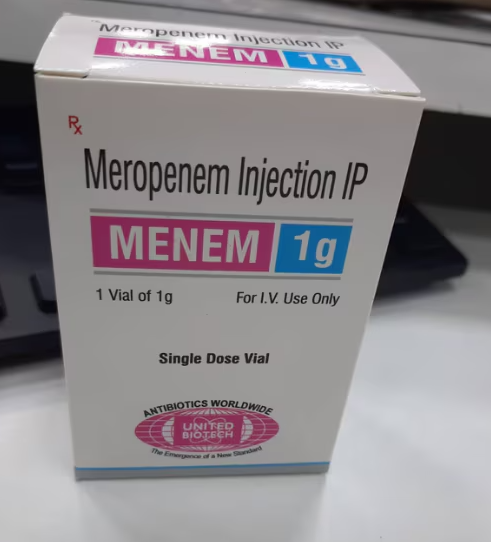 Meropenem Injection IP
MENEM 1g
Rx
Meropenem Injection IP
MENEM 1g
1 Vial of 1g For I.V. Use Only
Single Dose Vial
ANTIBIOTICS WORLDWIDE
UNITED
BIOTECH
The Emergence of a New Standard